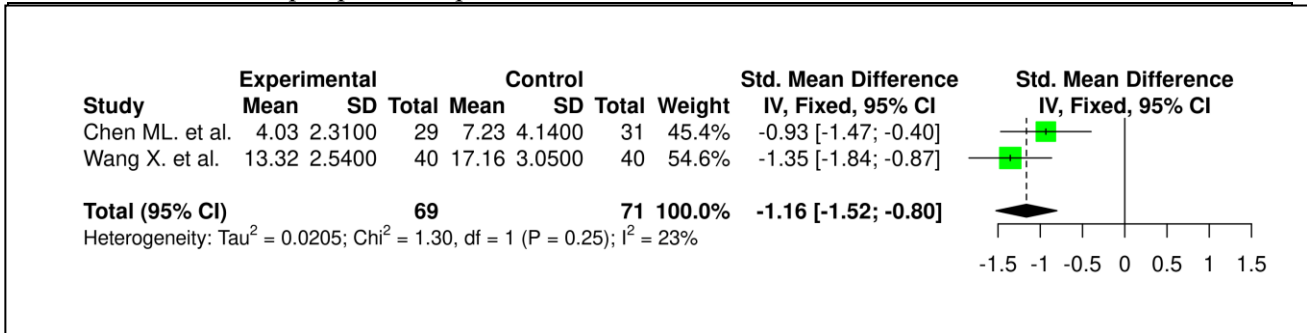 Experimental Control Std. Mean Difference Std. Mean Difference
Study Mean SD Total Mean SD Total Weight IV, Fixed, 95% CI IV, Fixed, 95% CI
Chen ML. et al. 4.03 2.3100 29 7.23 4.1400 31 45.4% -0.93 [-1.47; -0.40]
Wang X. et al. 13.32 2.5400 40 17.16 3.0500 40 54.6% -1.35 [-1.84; -0.87]
Total (95% CI) 69 71 100.0% -1.16 [-1.52; -0.80]
Heterogeneity: Tau² = 0.0205; Chi² = 1.30, df = 1 (P = 0.25); I² = 23%
-1.5 -1 -0.5 0 0.5 1 1.5